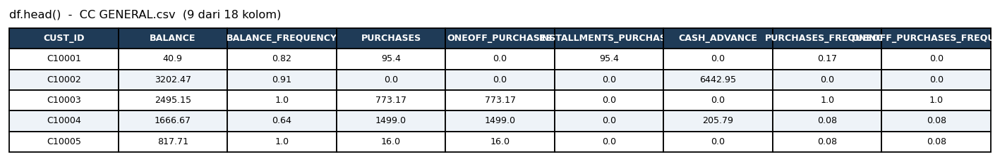 df.head()  -  CC GENERAL.csv  (9 dari 18 kolom)
CUST_ID BALANCE BALANCE_FREQUENCY PURCHASES ONEOFF_PURCHASES INSTALLMENTS_PURCHAS CASH_ADVANCE PURCHASES_FREQUENCY ONEOFF_PURCHASES_FREQU
C10001 40.9 0.82 95.4 0.0 95.4 0.0 0.17 0.0
C10002 3202.47 0.91 0.0 0.0 0.0 6442.95 0.0 0.0
C10003 2495.15 1.0 773.17 773.17 0.0 0.0 1.0 1.0
C10004 1666.67 0.64 1499.0 1499.0 0.0 205.79 0.08 0.08
C10005 817.71 1.0 16.0 16.0 0.0 0.0 0.08 0.08